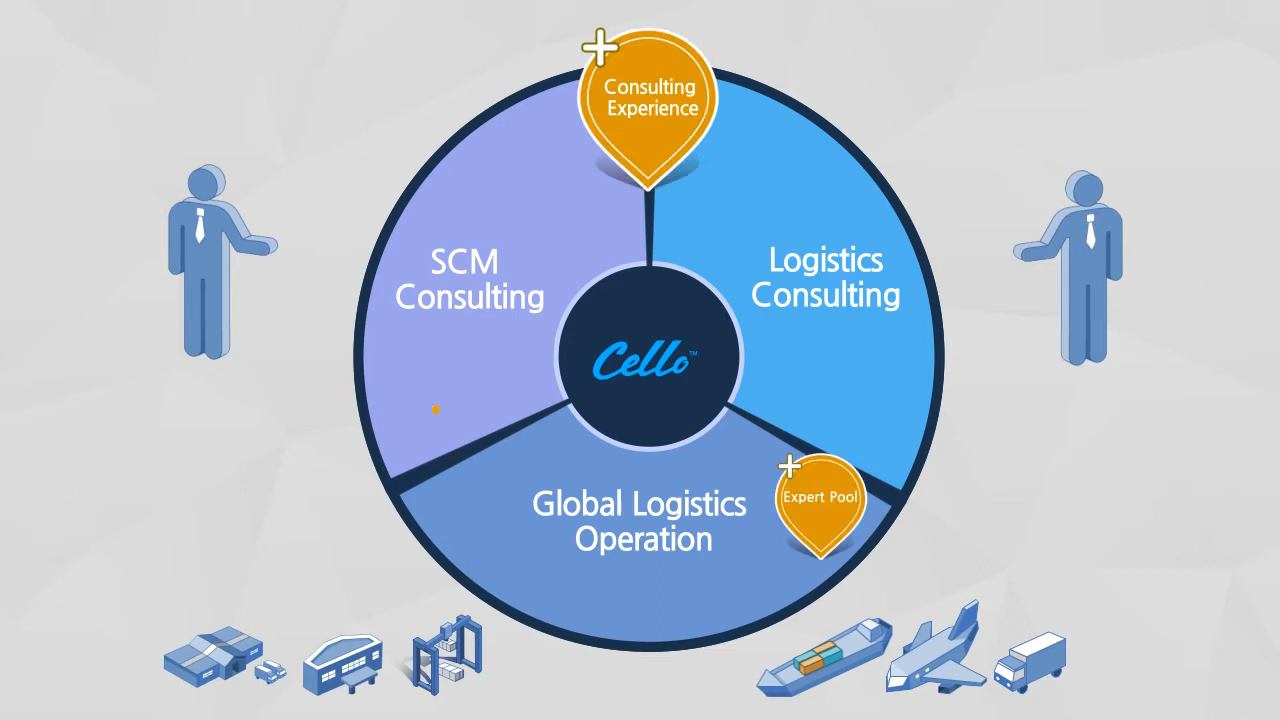 Consulting
Experience
SCM
Consulting
Logistics
Consulting
Cello™
Expert Pool
Global Logistics
Operation